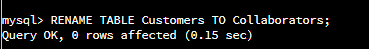 mysql> RENAME TABLE Customers TO Collaborators;
Query OK, 0 rows affected (0.15 sec)